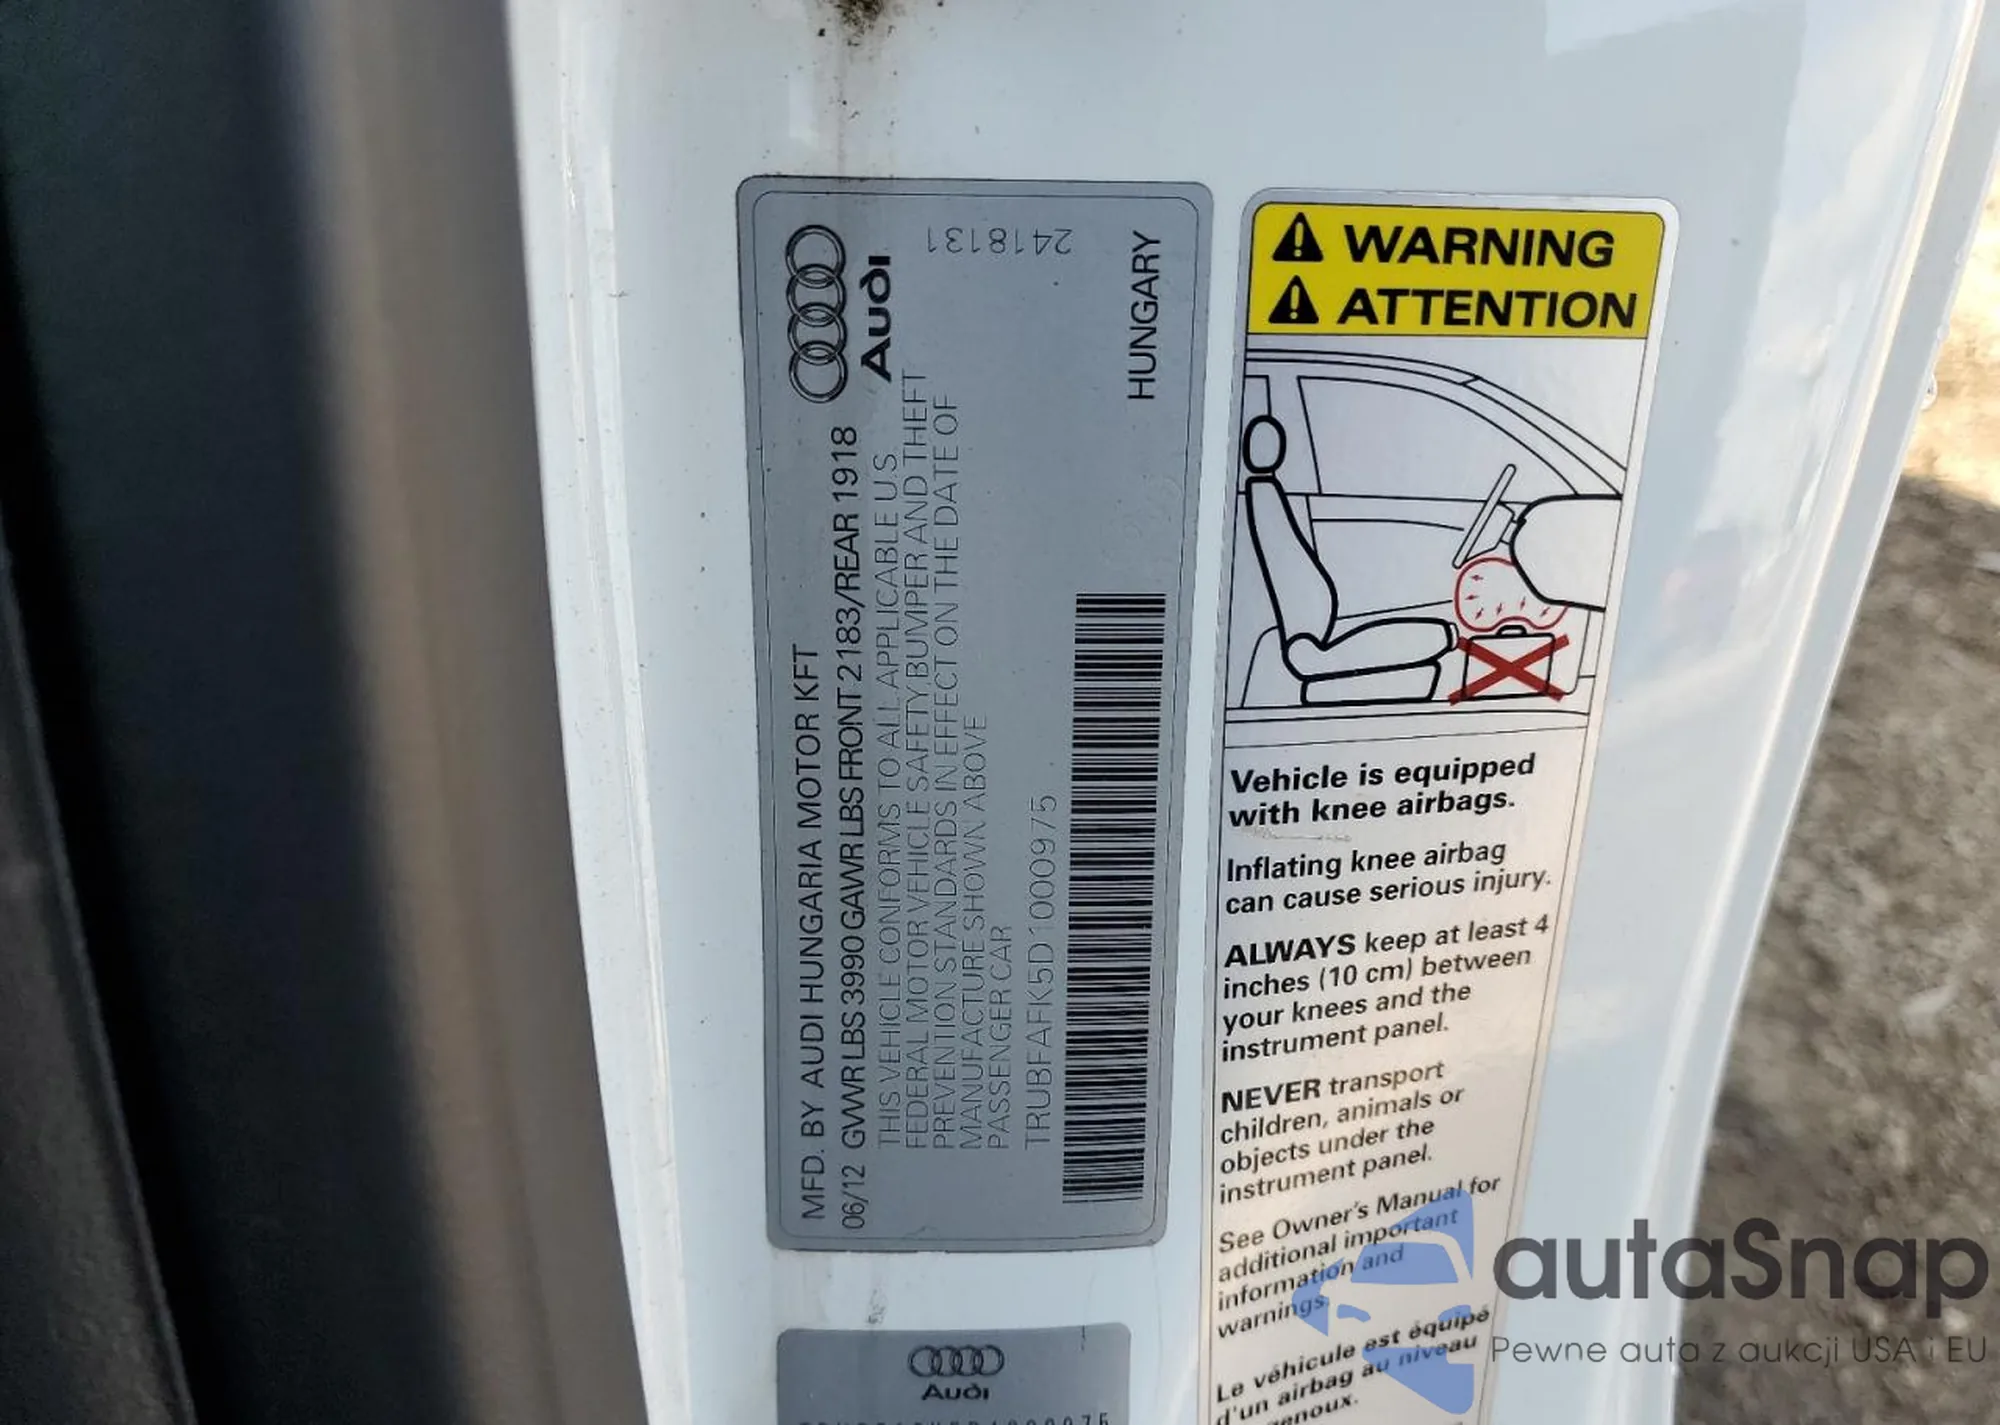 Audi
2418131
HUNGARY
MFD. BY AUDI HUNGARIA MOTOR KFT
06/12 GVWR LBS 3990 GAWR LBS FRONT 2183/REAR 1918
THIS VEHICLE CONFORMS TO ALL APPLICABLE U.S.
FEDERAL MOTOR VEHICLE SAFETY, BUMPER AND THEFT
PREVENTION STANDARDS IN EFFECT ON THE DATE OF
MANUFACTURE SHOWN ABOVE
PASSENGER CAR
TRUBFAFK5D1000975
WARNING
ATTENTION
Vehicle is equipped
with knee airbags.
Inflating knee airbag
can cause serious injury.
ALWAYS keep at least 4
inches (10 cm) between
your knees and the
instrument panel.
NEVER transport
children, animals or
objects under the
instrument panel.
See Owner's Manual for
additional important
information and
warnings.
Le véhicule est équipé
d'un airbag au niveau
genoux.
Audi
autaSnap
Pewne auta z aukcji USA i EU